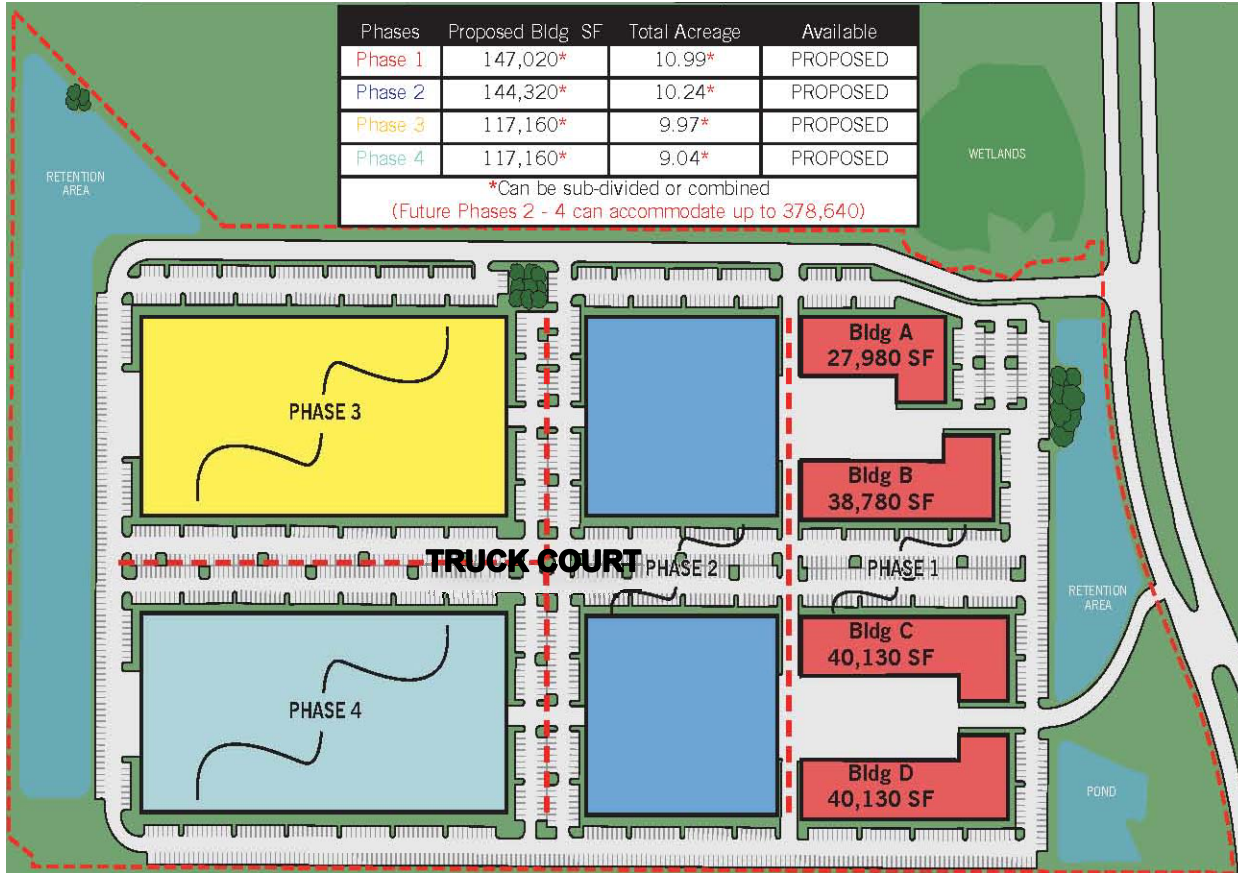 Phases Proposed Bldg SF Total Acreage Available
Phase 1 147,020* 10.99* PROPOSED
Phase 2 144,320* 10.24* PROPOSED
Phase 3 117,160* 9.97* PROPOSED
Phase 4 117,160* 9.04* PROPOSED
*Can be sub-divided or combined
(Future Phases 2 - 4 can accommodate up to 378,640)
WETLANDS
RETENTION
AREA
Bldg A
27,980 SF
PHASE 3
Bldg B
38,780 SF
TRUCK COURT
PHASE 2
PHASE 1
RETENTION
AREA
Bldg C
40,130 SF
PHASE 4
Bldg D
40,130 SF
POND